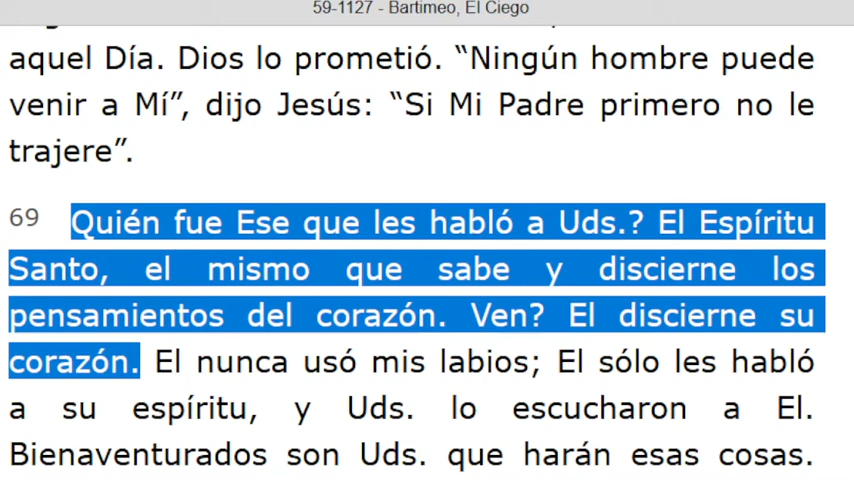 59-1127 - Bartimeo, El Ciego
aquel Día. Dios lo prometió. “Ningún hombre puede
venir a Mí”, dijo Jesús: “Si Mi Padre primero no le
trajere”.
69 Quién fue Ese que les habló a Uds.? El Espíritu
Santo, el mismo que sabe y discierne los
pensamientos del corazón. Ven? El discierne su
corazón. El nunca usó mis labios; El sólo les habló
a su espíritu, y Uds. lo escucharon a El.
Bienaventurados son Uds. que harán esas cosas.